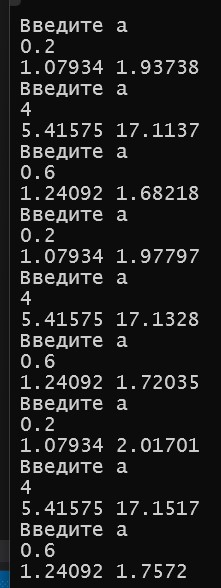 Введите a
0.2
1.07934 1.93738
Введите a
4
5.41575 17.1137
Введите a
0.6
1.24092 1.68218
Введите a
0.2
1.07934 1.97797
Введите a
4
5.41575 17.1328
Введите a
0.6
1.24092 1.72035
Введите a
0.2
1.07934 2.01701
Введите a
4
5.41575 17.1517
Введите a
0.6
1.24092 1.7572